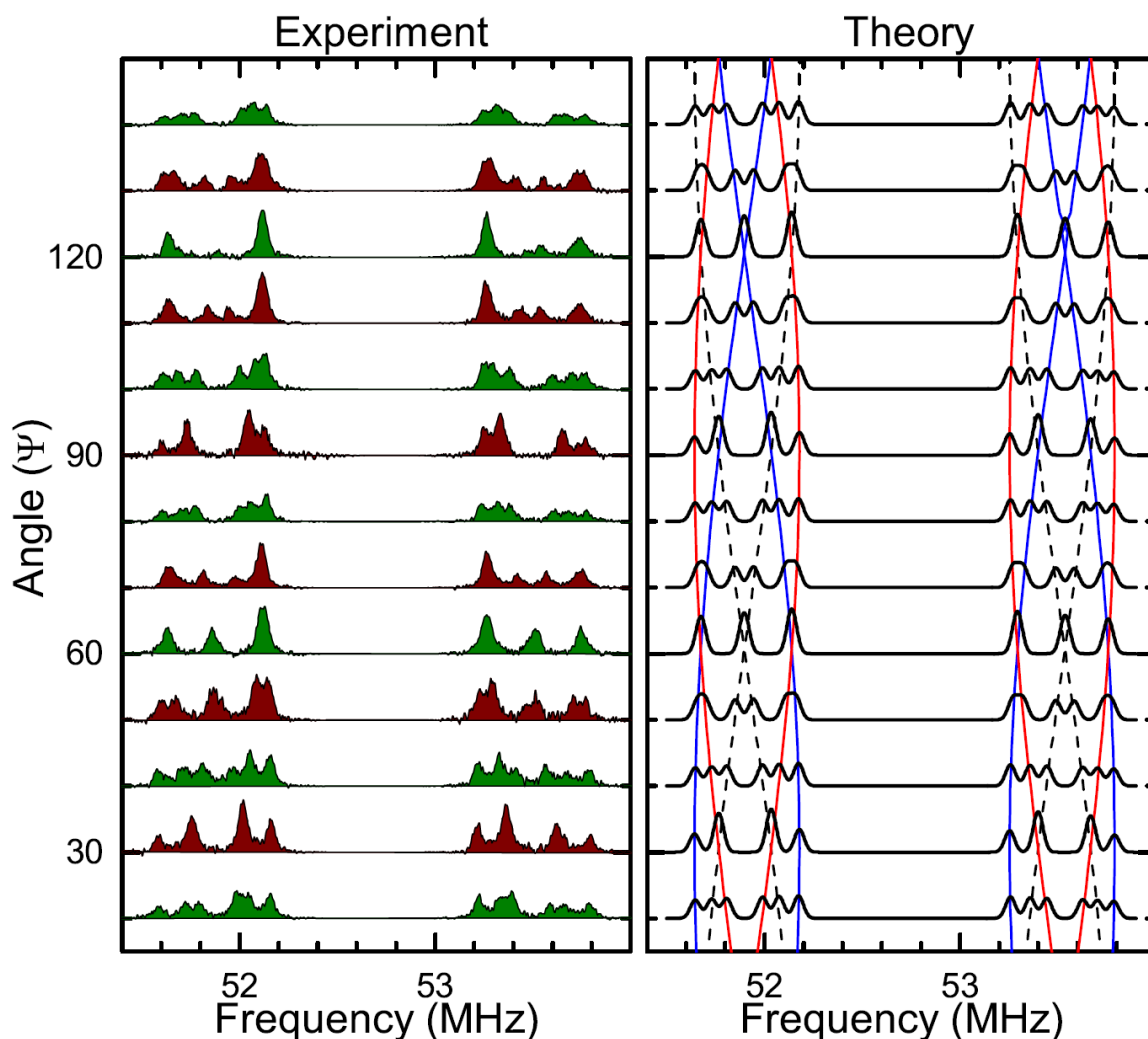 Experiment
Theory
Angle (Ψ)
120
90
60
30
52
53
52
53
Frequency (MHz)
Frequency (MHz)